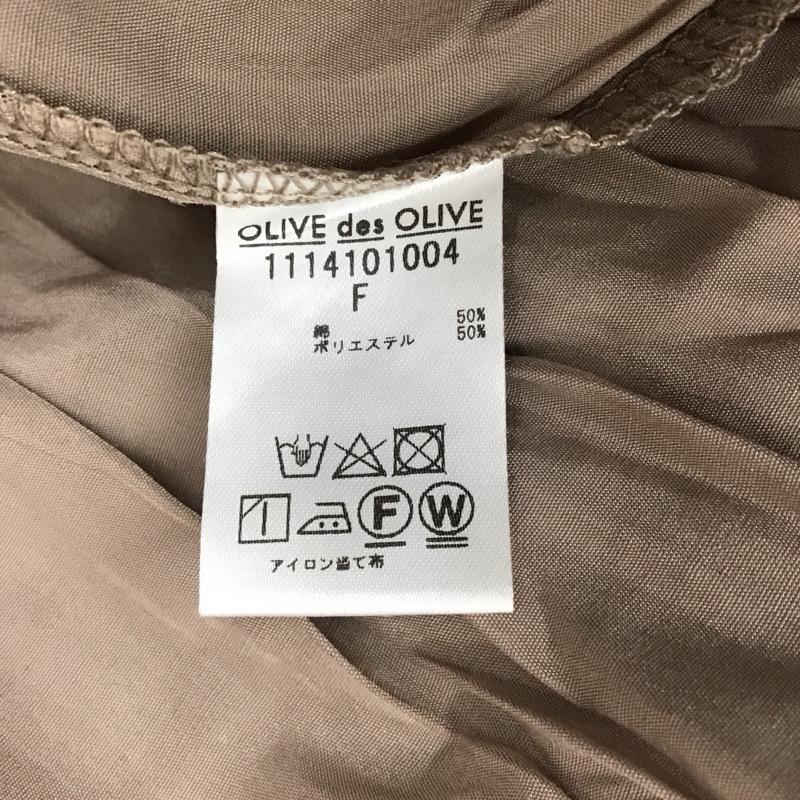 OLIVE des OLIVE
1114101004
F
綿 50%
ポリエステル 50%
F W
アイロン当て布